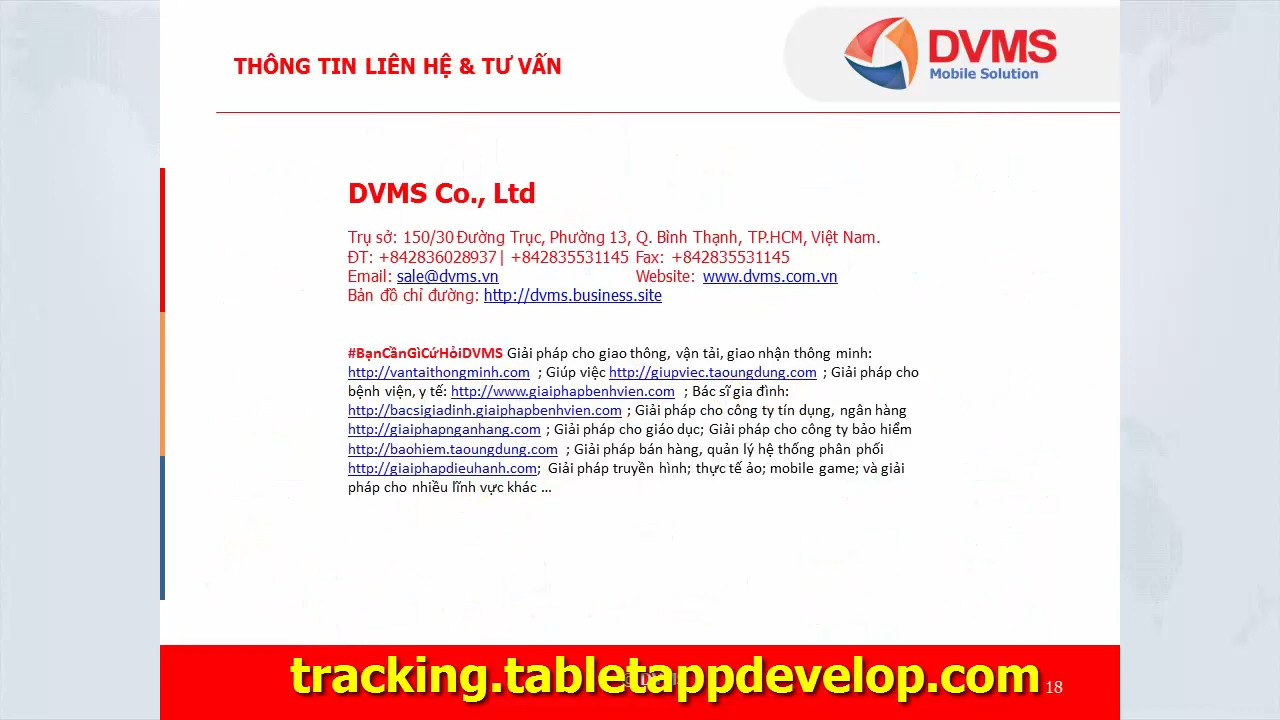 THÔNG TIN LIÊN HỆ & TƯ VẤN
DVMS
Mobile Solution
DVMS Co., Ltd
Trụ sở: 150/30 Đường Trục, Phường 13, Q. Bình Thạnh, TP.HCM, Việt Nam.
ĐT: +842836028937| +842835531145 Fax: +842835531145
Email: sale@dvms.vn Website: www.dvms.com.vn
Bản đồ chỉ đường: http://dvms.business.site
#BạnCầnGìCứHỏiDVMS Giải pháp cho giao thông, vận tải, giao nhận thông minh:
http://vantaithongminh.com ; Giúp việc http://giupviec.taoungdung.com ; Giải pháp cho
bệnh viện, y tế: http://www.giaiphapbenhvien.com ; Bác sĩ gia đình:
http://bacsigiadinh.giaiphapbenhvien.com ; Giải pháp cho công ty tín dụng, ngân hàng
http://giaiphapnganhang.com ; Giải pháp cho giáo dục; Giải pháp cho công ty bảo hiểm
http://baohiem.taoungdung.com ; Giải pháp bán hàng, quản lý hệ thống phân phối
http://giaiphapdieuhanh.com; Giải pháp truyền hình; thực tế ảo; mobile game; và giải
pháp cho nhiều lĩnh vực khác ...
tracking.tabletappdevelop.com
18